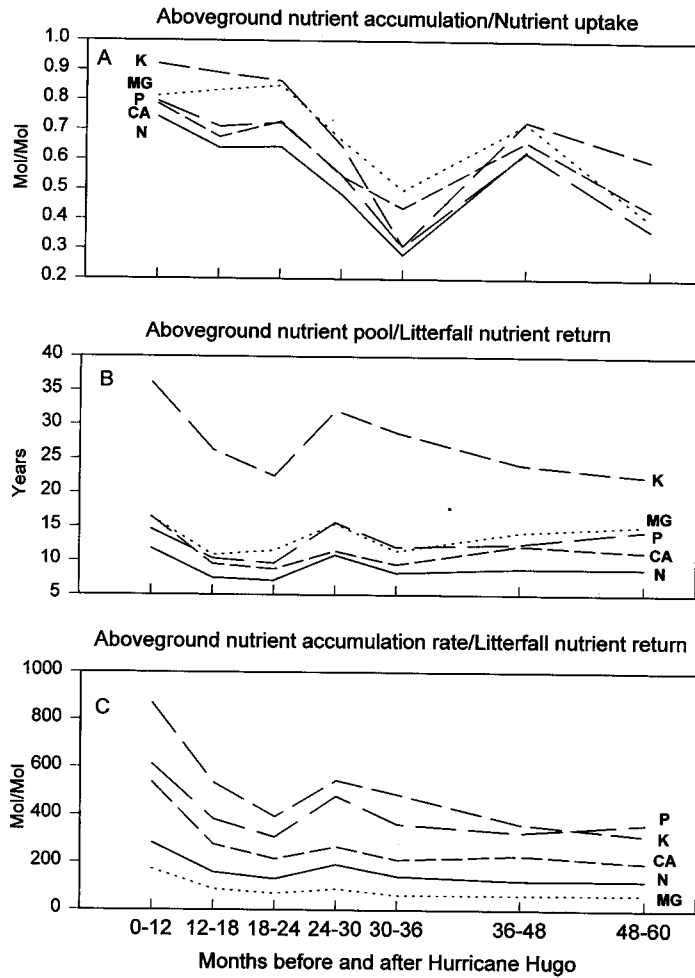 Aboveground nutrient accumulation/Nutrient uptake
A
Mol/Mol
1.0
0.9
0.8
0.7
0.6
0.5
0.4
0.3
0.2
K
MG
P
CA
N
Aboveground nutrient pool/Litterfall nutrient return
B
Years
40
35
30
25
20
15
10
5
K
MG
P
CA
N
Aboveground nutrient accumulation rate/Litterfall nutrient return
C
Mol/Mol
1000
800
600
400
200
0
P
K
CA
N
MG
0-12 12-18 18-24 24-30 30-36 36-48 48-60
Months before and after Hurricane Hugo